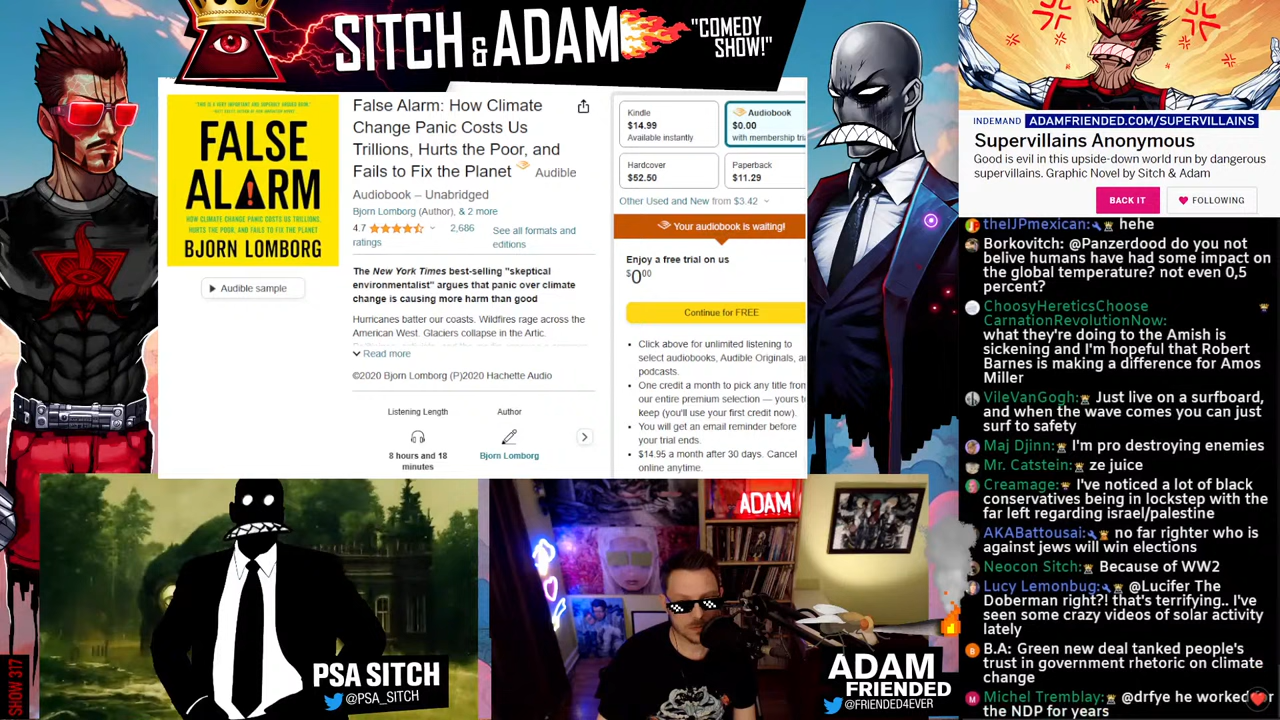 SITCH & ADAM
"COMEDY
SHOW!"
"THIS IS A VERY IMPORTANT AND SUPERBLY ARGUED BOOK."
FALSE
ALARM
HOW CLIMATE CHANGE PANIC COSTS US TRILLIONS,
HURTS THE POOR, AND FAILS TO FIX THE PLANET
BJORN LOMBORG
Audible sample
False Alarm: How Climate
Change Panic Costs Us
Trillions, Hurts the Poor, and
Fails to Fix the Planet Audible
Audiobook – Unabridged
Bjorn Lomborg (Author), & 2 more
4.7
2,686
ratings
See all formats and
editions
The New York Times best-selling "skeptical
environmentalist" argues that panic over climate
change is causing more harm than good
Hurricanes batter our coasts. Wildfires rage across the
American West. Glaciers collapse in the Artic.
Read more
©2020 Bjorn Lomborg (P)2020 Hachette Audio
Listening Length
8 hours and 18
minutes
Author
Bjorn Lomborg
Kindle
$14.99
Available instantly
Audiobook
$0.00
with membership tria
Hardcover
$52.50
Paperback
$11.29
Other Used and New from $3.42
Your audiobook is waiting!
Enjoy a free trial on us
$0.00
Continue for FREE
Click above for unlimited listening to
select audiobooks, Audible Originals, a
podcasts.
One credit a month to pick any title from
our entire premium selection — yours to
keep (you'll use your first credit now).
You will get an email reminder before
your trial ends.
$14.95 a month after 30 days. Cancel
online anytime.
INDEMAND ADAMFRIENDED.COM/SUPERVILLAINS
Supervillains Anonymous
Good is evil in this upside-down world run by dangerous
supervillains. Graphic Novel by Sitch & Adam
BACK IT
FOLLOWING
theIJPmexican: hehe
Borkovitch: @Panzerdood do you not
belive humans have had some impact on
the global temperature? not even 0,5
percent?
ChoosyHereticsChoose
CarnationRevolutionNow:
what they're doing to the Amish is
sickening and I'm hopeful that Robert
Barnes is making a difference for Amos
Miller
VileVanGogh: Just live on a surfboard,
and when the wave comes you can just
surf to safety
Maj Djinn: I'm pro destroying enemies
Mr. Catstein: ze juice
Creamage: I've noticed a lot of black
conservatives being in lockstep with the
far left regarding israel/palestine
AKABattousai: no far righter who is
against jews will win elections
Neocon Sitch: Because of WW2
Lucy Lemonbug: @Lucifer The
Doberman right?! that's terrifying.. I've
seen some crazy videos of solar activity
lately
B.A: Green new deal tanked people's
trust in government rhetoric on climate
change
Michel Tremblay: @drfye he worked for
the NDP for years
ADAM
PSA SITCH
@PSA_SITCH
ADAM
FRIENDED
@FRIENDED4EVER
SHOW 317